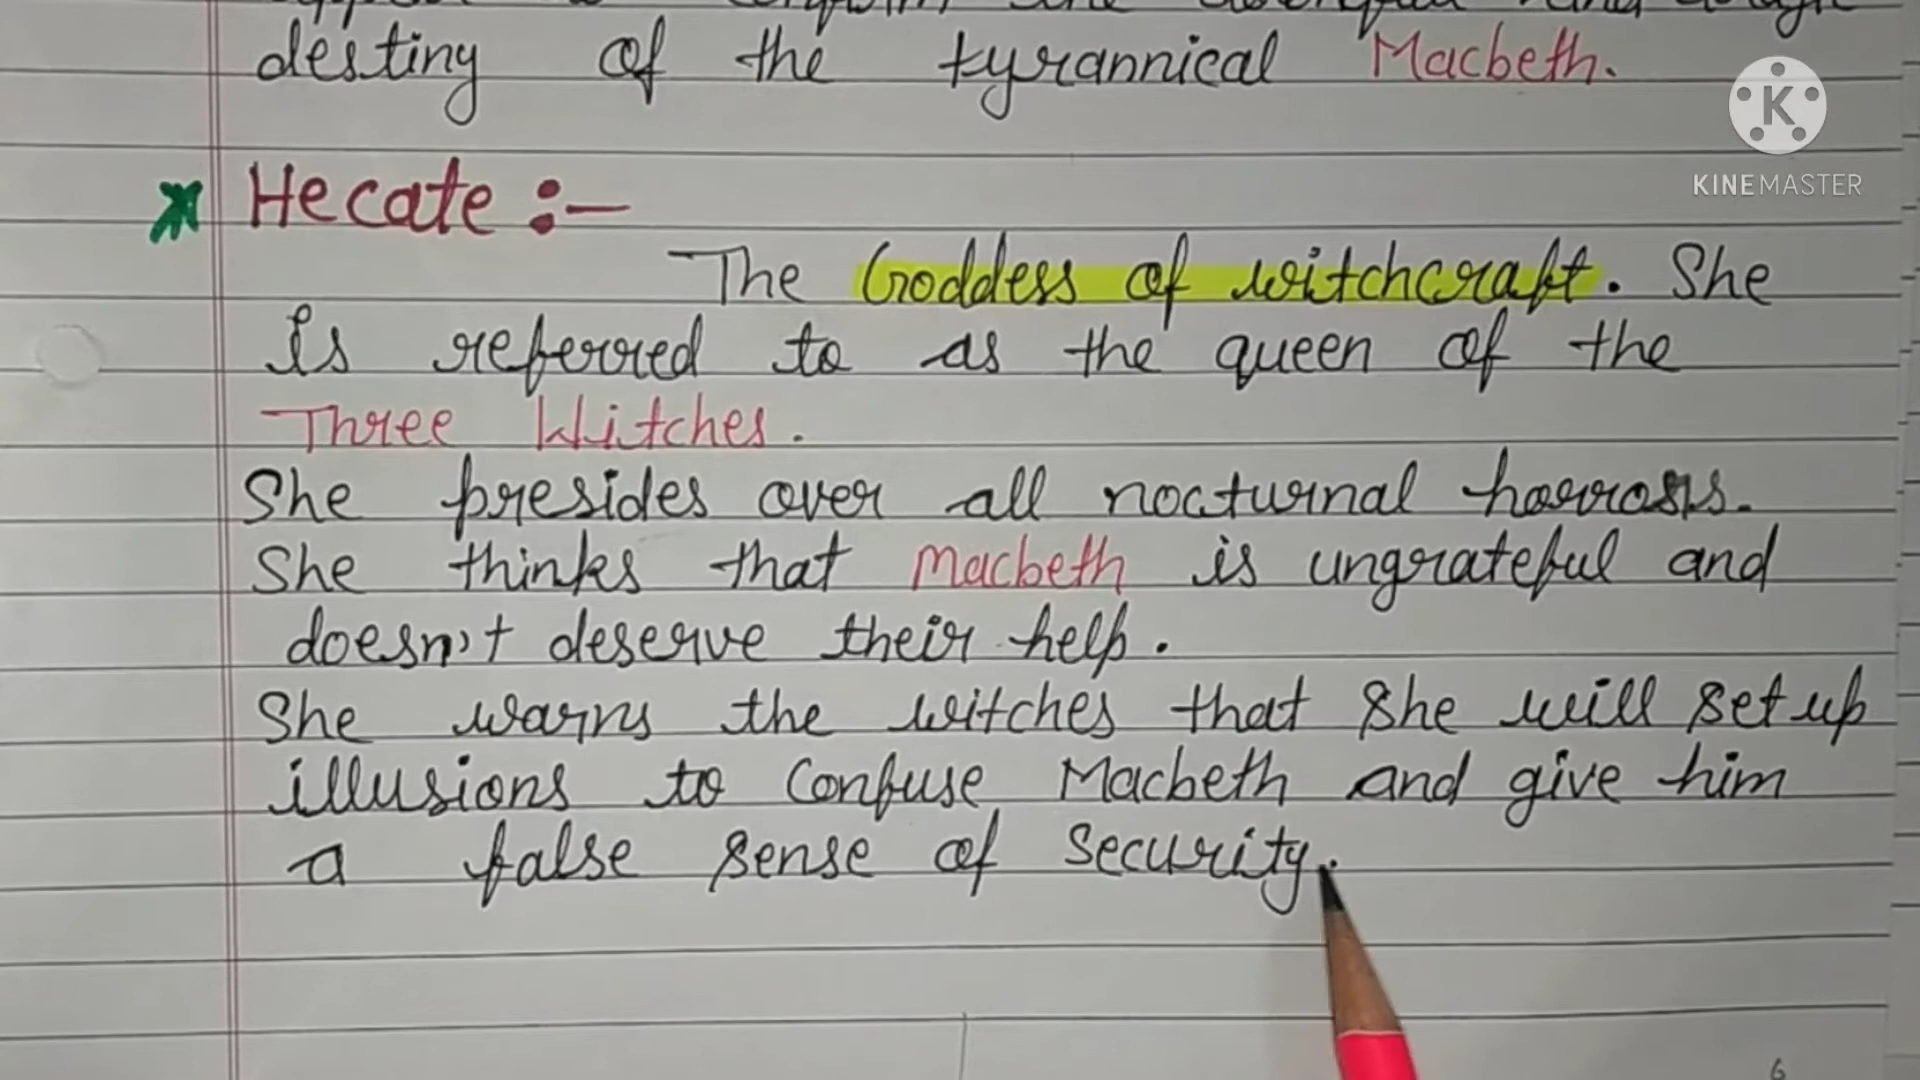 destiny of the tyrannical Macbeth.
K
KINEMASTER
* Hecate :-
The Goddess of witchcraft. She
is referred to as the queen of the
Three Witches.
She presides over all nocturnal horrors.
She thinks that Macbeth is ungrateful and
doesn't deserve their help.
She warns the witches that she will set up
illusions to confuse Macbeth and give him
a false sense of security.
6